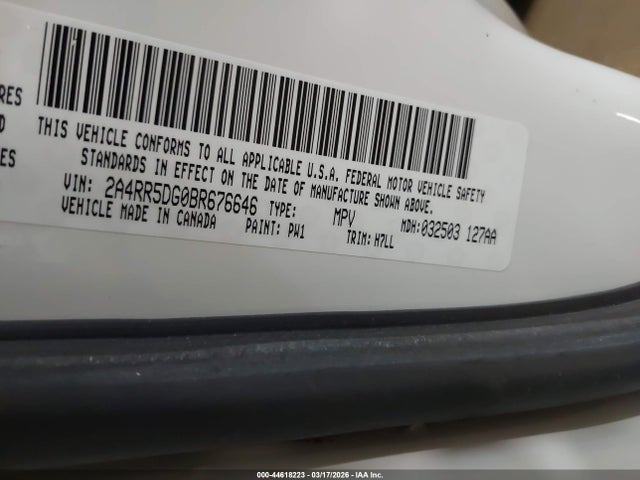 RES
D
ES
THIS VEHICLE CONFORMS TO ALL APPLICABLE U.S.A. FEDERAL MOTOR VEHICLE SAFETY
STANDARDS IN EFFECT ON THE DATE OF MANUFACTURE SHOWN ABOVE.
VIN: 2A4RR5DG0BR676646 TYPE: MPV MDH:032503 127AA
VEHICLE MADE IN CANADA PAINT: PW1 TRIM: H7LL
000-44618223 - 03/17/2026 - IAA Inc.